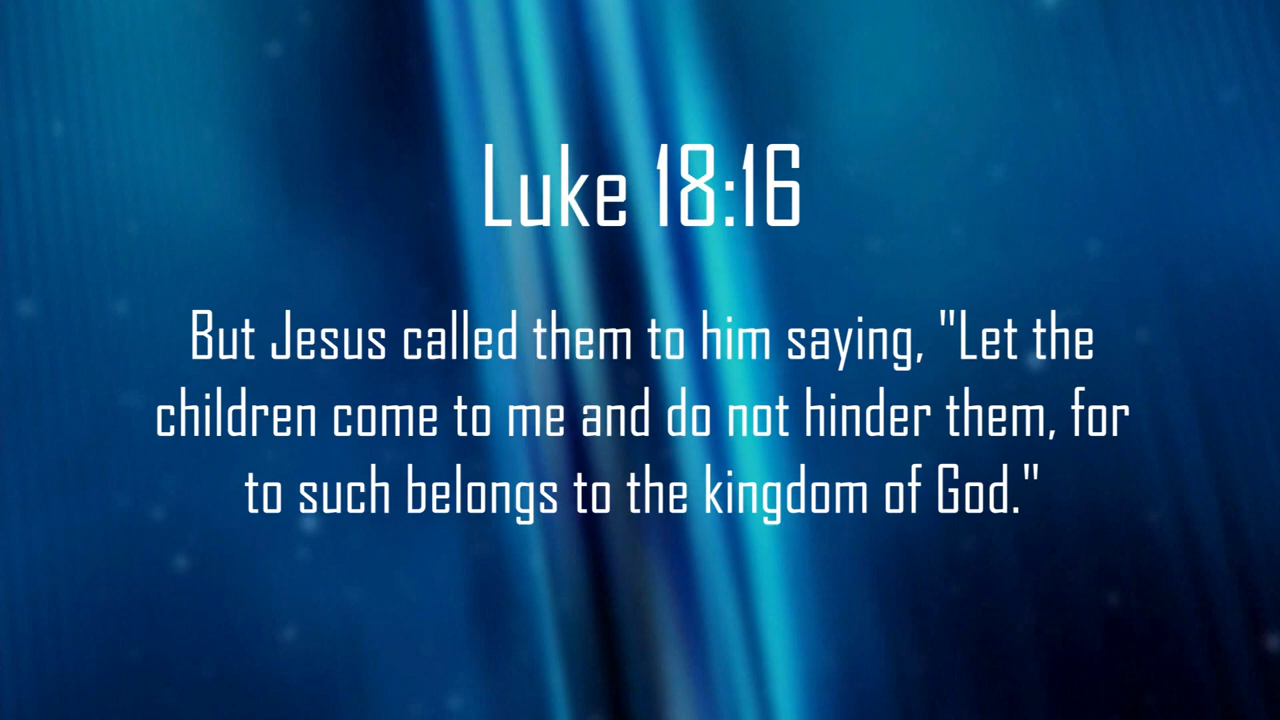 Luke 18:16
But Jesus called them to him saying, "Let the
children come to me and do not hinder them, for
to such belongs to the kingdom of God."